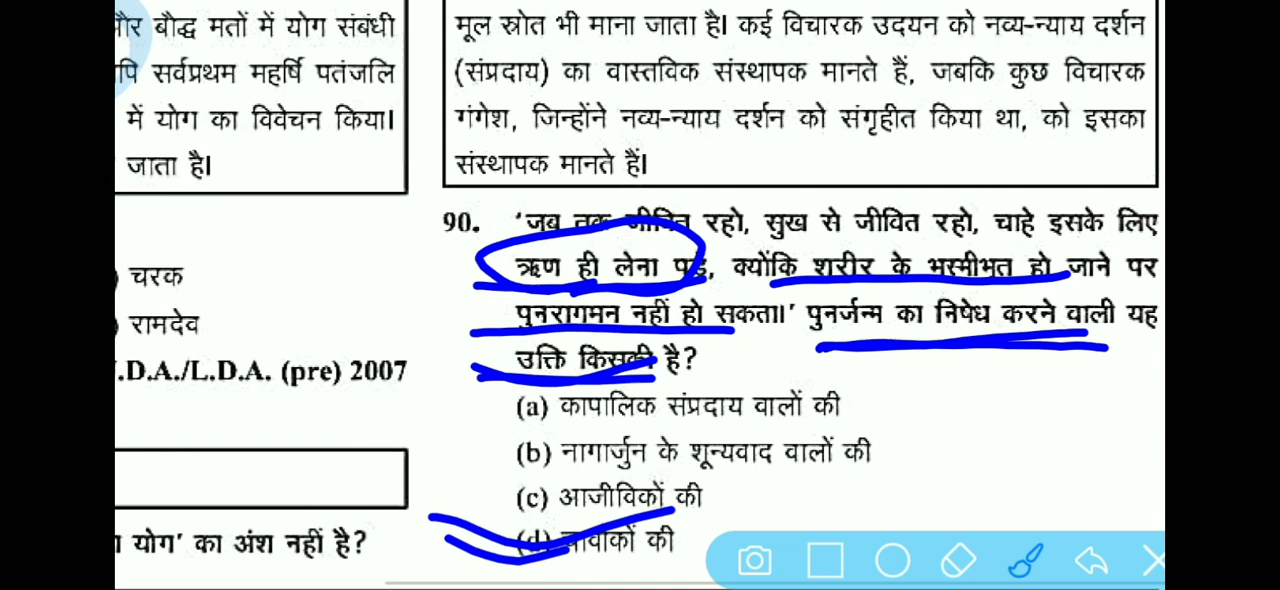 और बौद्ध मतों में योग संबंधी
पि सर्वप्रथम महर्षि पतंजलि
में योग का विवेचन किया।
जाता है।
) चरक
) रामदेव
.D.A./L.D.A. (pre) 2007
योग' का अंश नहीं है?
मूल स्रोत भी माना जाता है। कई विचारक उदयन को नव्य-न्याय दर्शन
(संप्रदाय) का वास्तविक संस्थापक मानते हैं, जबकि कुछ विचारक
गंगेश, जिन्होंने नव्य-न्याय दर्शन को संगृहीत किया था, को इसका
संस्थापक मानते हैं।
90. 'जब तक जीवित रहो, सुख से जीवित रहो, चाहे इसके लिए
ऋण ही लेना पड़े, क्योंकि शरीर के भस्मीभूत हो जाने पर
पुनरागमन नहीं हो सकता।' पुनर्जन्म का निषेध करने वाली यह
उक्ति किसकी है?
(a) कापालिक संप्रदाय वालों की
(b) नागार्जुन के शून्यवाद वालों की
(c) आजीविकों की
(d) चार्वाकों की